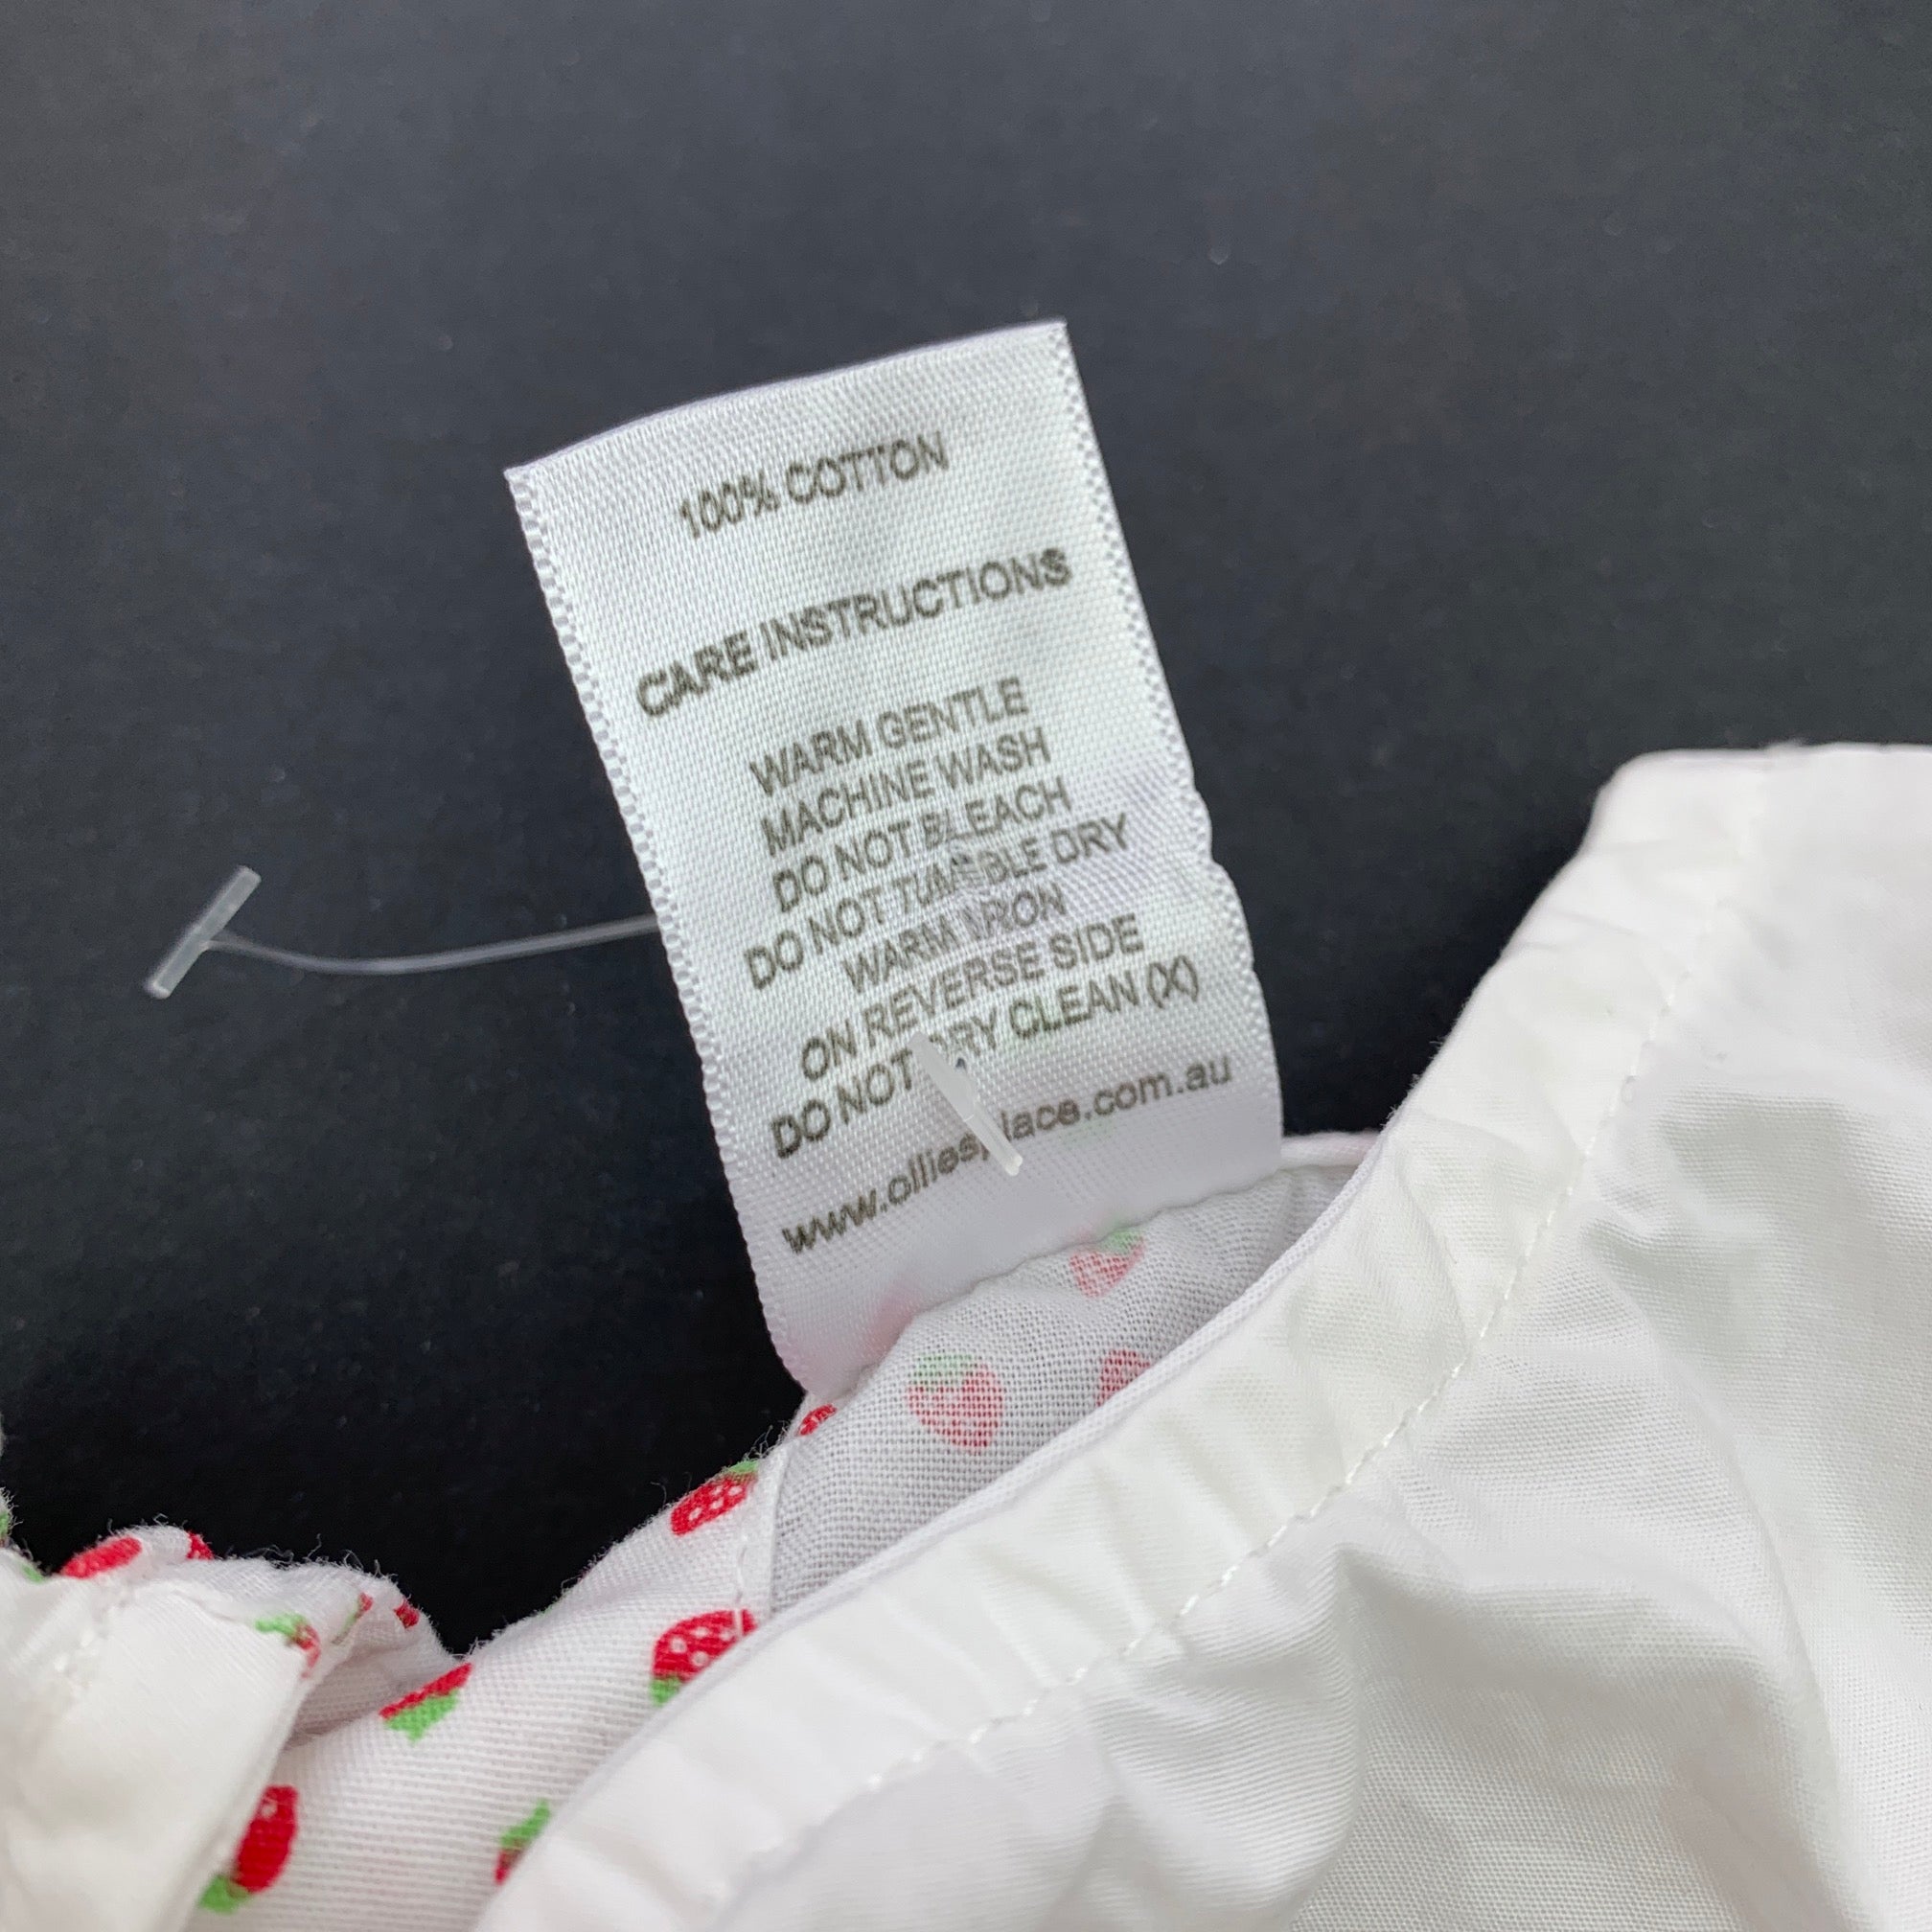 100% COTTON
CARE INSTRUCTIONS
WARM GENTLE
MACHINE WASH
DO NOT BLEACH
DO NOT TUMBLE DRY
WARM IRON
ON REVERSE SIDE
DO NOT DRY CLEAN (X)
www.olliesplace.com.au